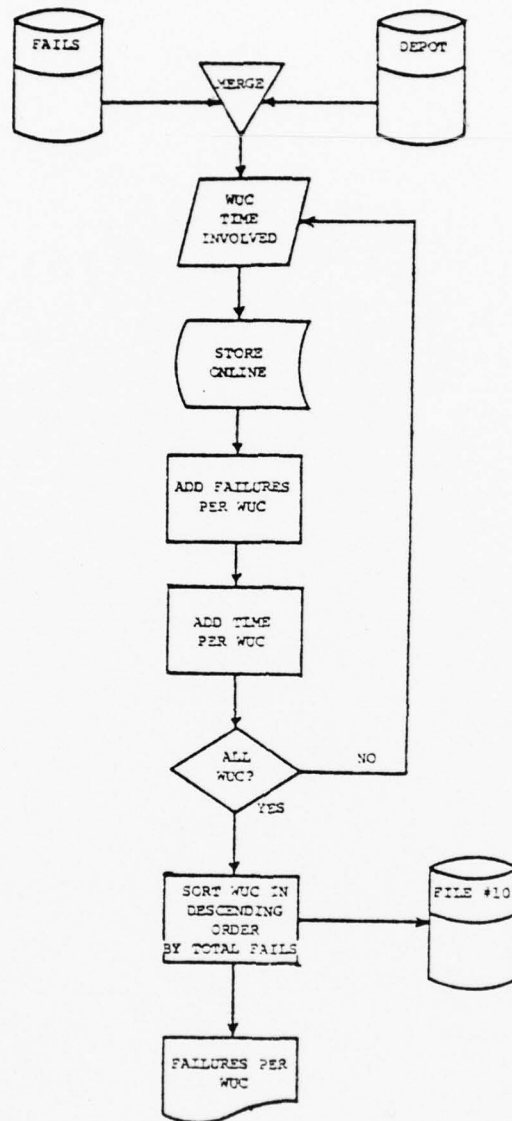 FAILS
DEPOT
MERGE
WUC
TIME
INVOLVED
STORE
ONLINE
ADD FAILURES
PER WUC
ADD TIME
PER WUC
ALL
WUC?
NO
YES
SORT WUC IN
DESCENDING
ORDER
BY TOTAL FAILS
FILE #10
FAILURES PER
WUC